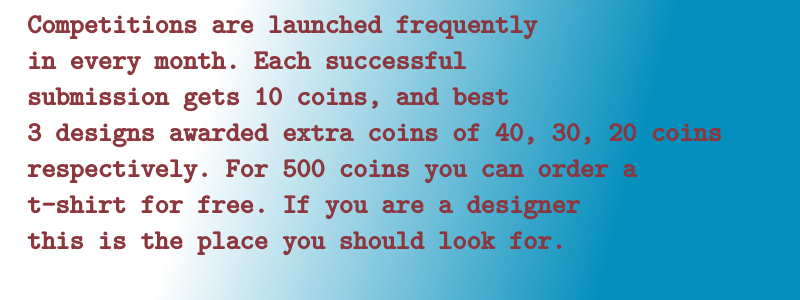 Competitions are launched frequently
in every month. Each successful
submission gets 10 coins, and best
3 designs awarded extra coins of 40, 30, 20 coins
respectively. For 500 coins you can order a
t-shirt for free. If you are a designer
this is the place you should look for.